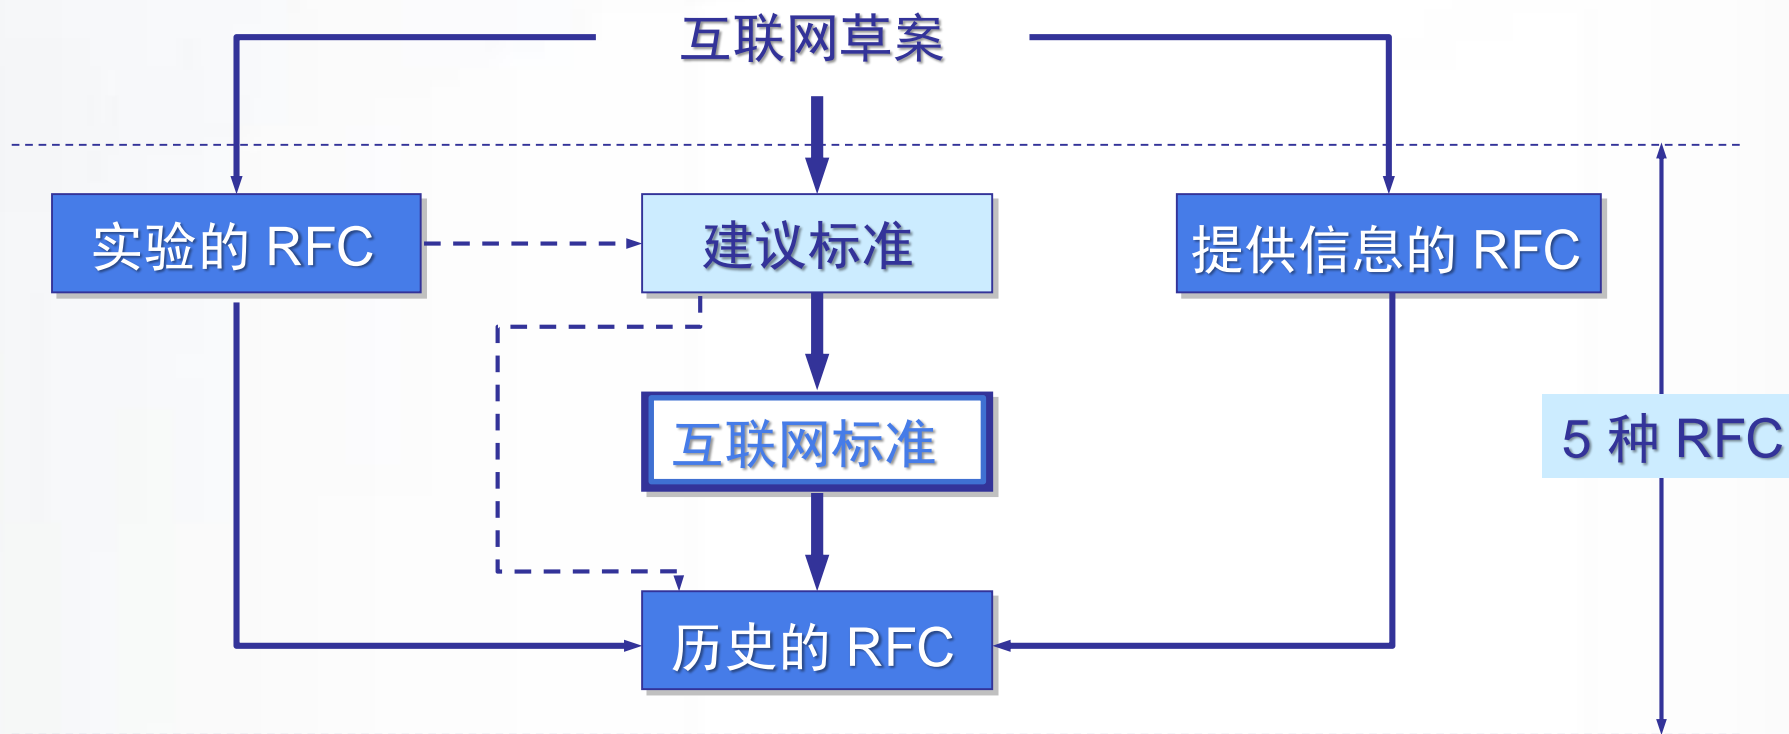 互联网草案
实验的 RFC
建议标准
提供信息的 RFC
互联网标准
5 种 RFC
历史的 RFC